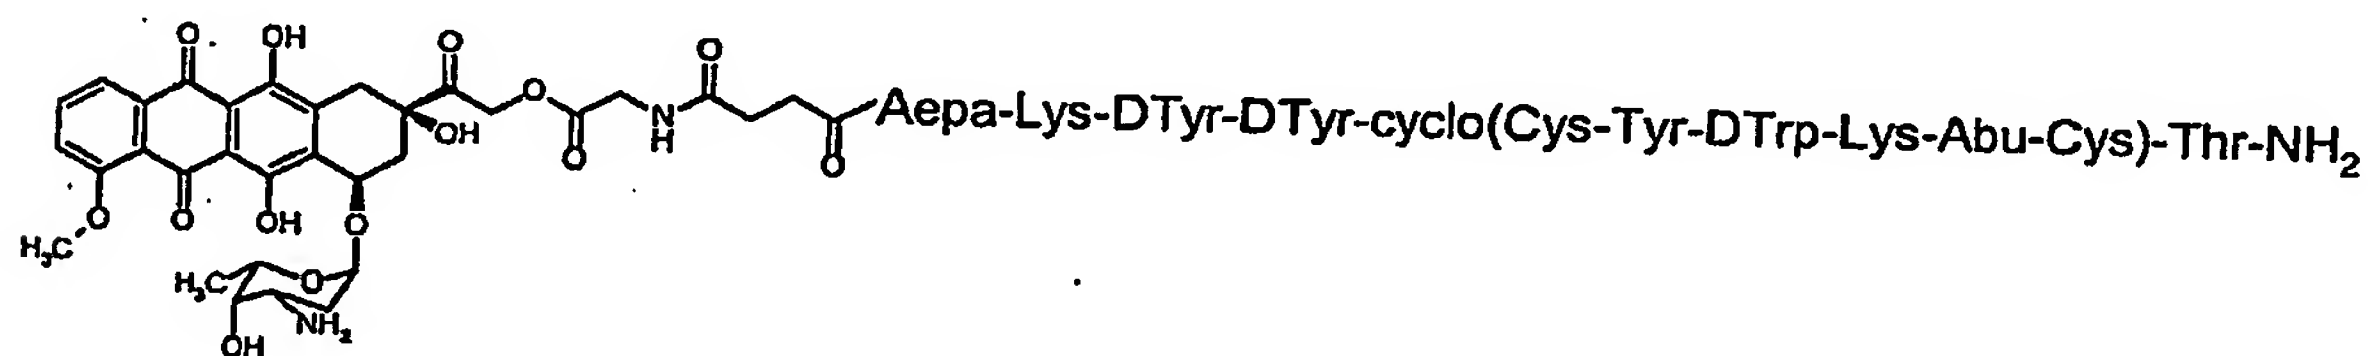 O OH O O O Aepa-Lys-DTyr-DTyr-cyclo(Cys-Tyr-DTrp-Lys-Abu-Cys)-Thr-NH₂
OH N
H O O
O O OH O
H₃C
H₃C O
NH₂
OH